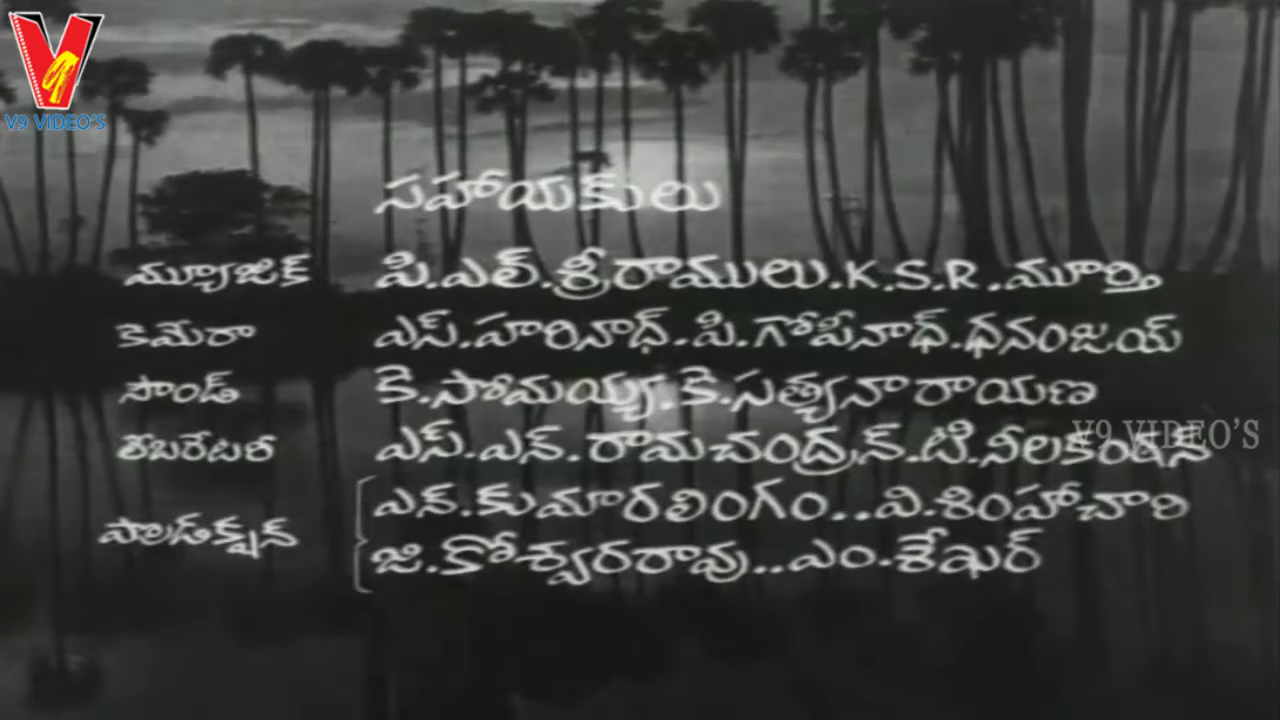 V9 VIDEO'S
సహాయకులు
మ్యూజిక్ పి.ఎల్.శ్రీరాములు.K.S.R.మూర్తి
కెమేరా ఎస్.హరినాధ్.పి.గోపీనాధ్.ధనంజయ్
సౌండ్ కె.సోమయ్య.కె.సత్యనారాయణ
లేబరేటరీ ఎస్.ఎన్.రామచంద్రన్.టి.నీలకంఠన్
V9 VIDEO'S
ఎన్.కుమారలింగం..వి.శింహాచారి
ప్రొడక్షన్ జి.కోశ్వరరావు..ఎం.శేఖర్